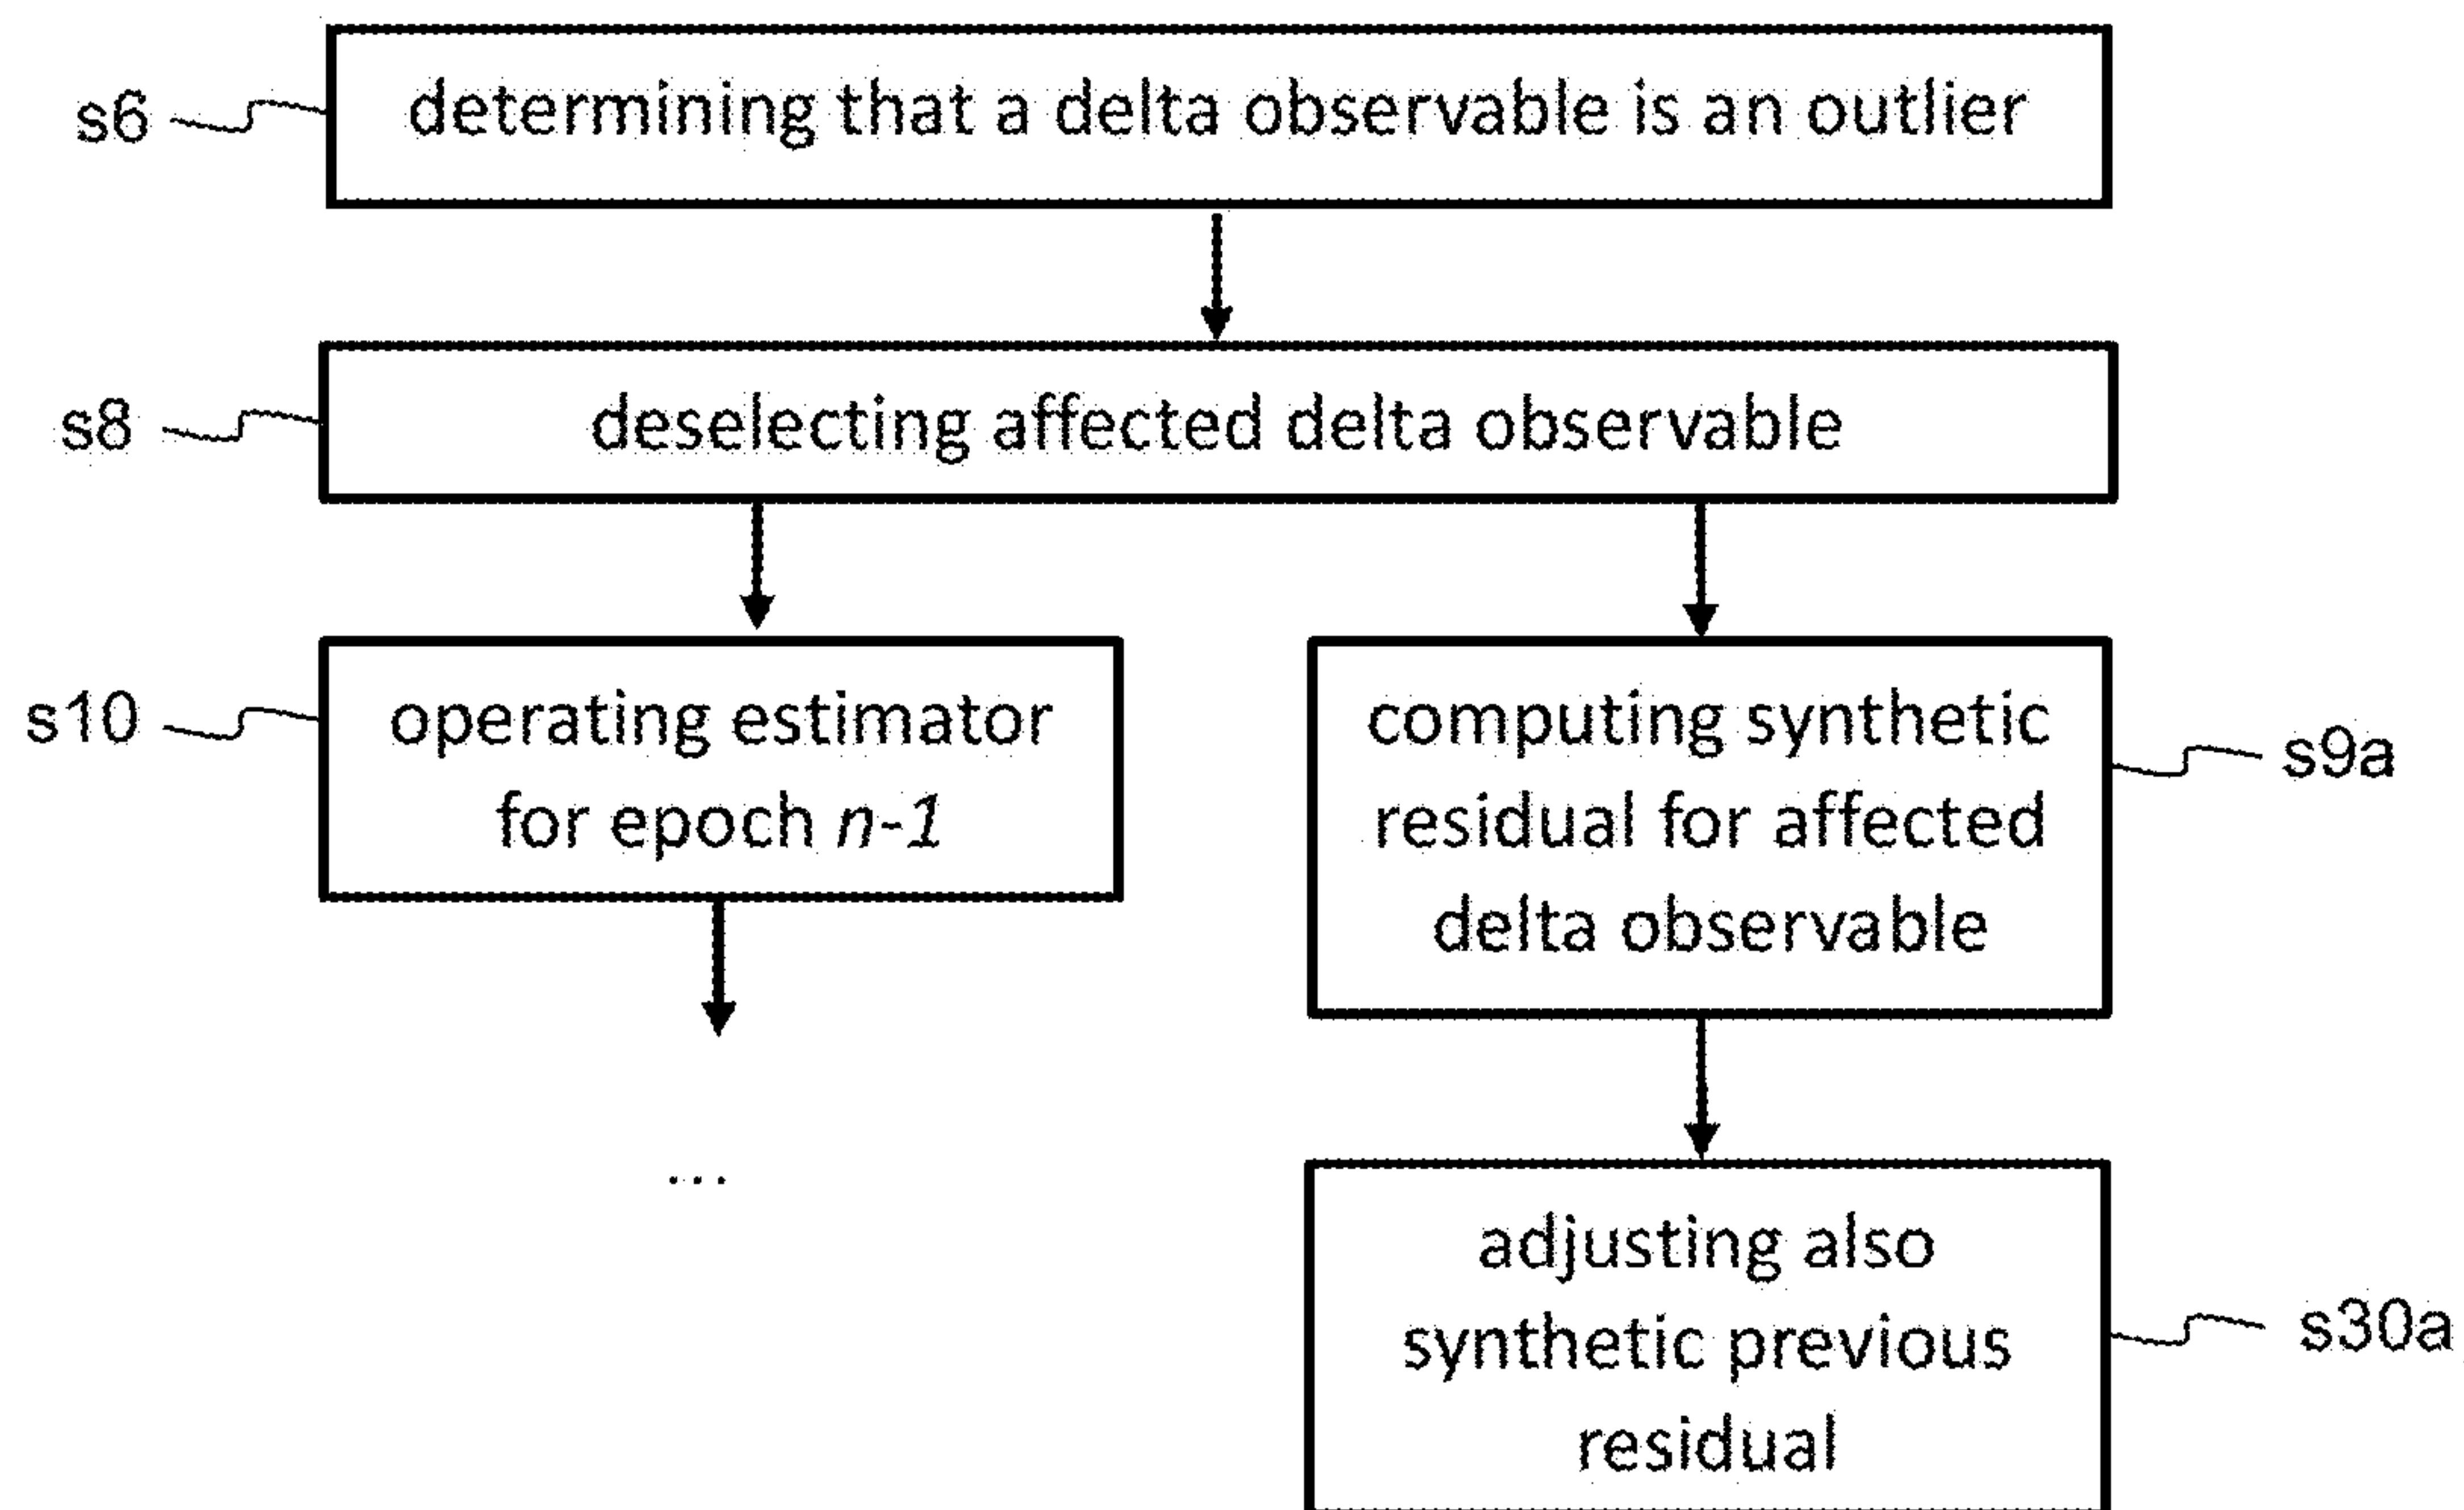 s6
determining that a delta observable is an outlier
s8
deselecting affected delta observable
s10
operating estimator
for epoch n-1
computing synthetic
residual for affected
delta observable
s9a
...
adjusting also
synthetic previous
residual
s30a